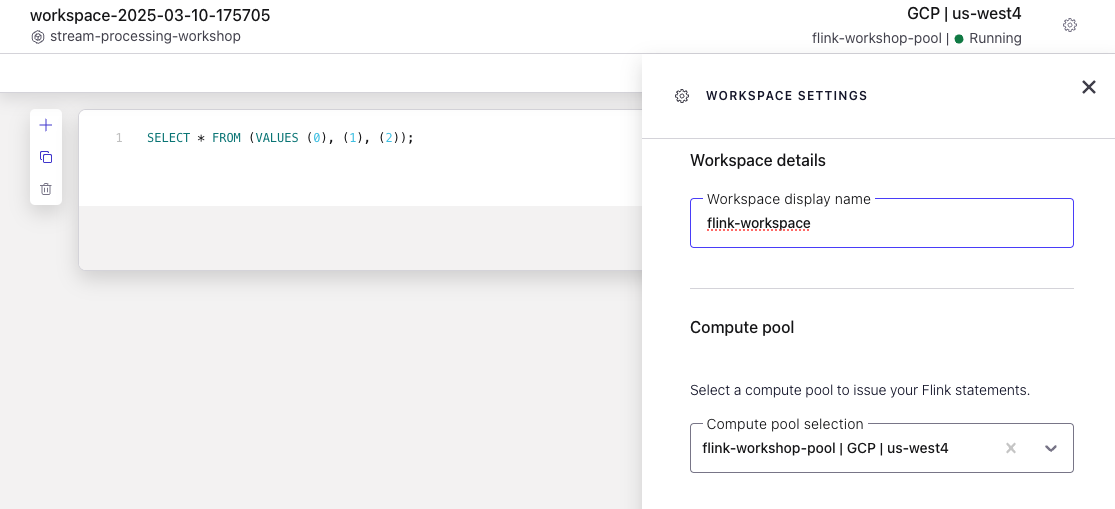 workspace-2025-03-10-175705
stream-processing-workshop
GCP | us-west4
flink-workshop-pool | Running
1 SELECT * FROM (VALUES (0), (1), (2));
WORKSPACE SETTINGS
Workspace details
Workspace display name
flink-workspace
Compute pool
Select a compute pool to issue your Flink statements.
Compute pool selection
flink-workshop-pool | GCP | us-west4